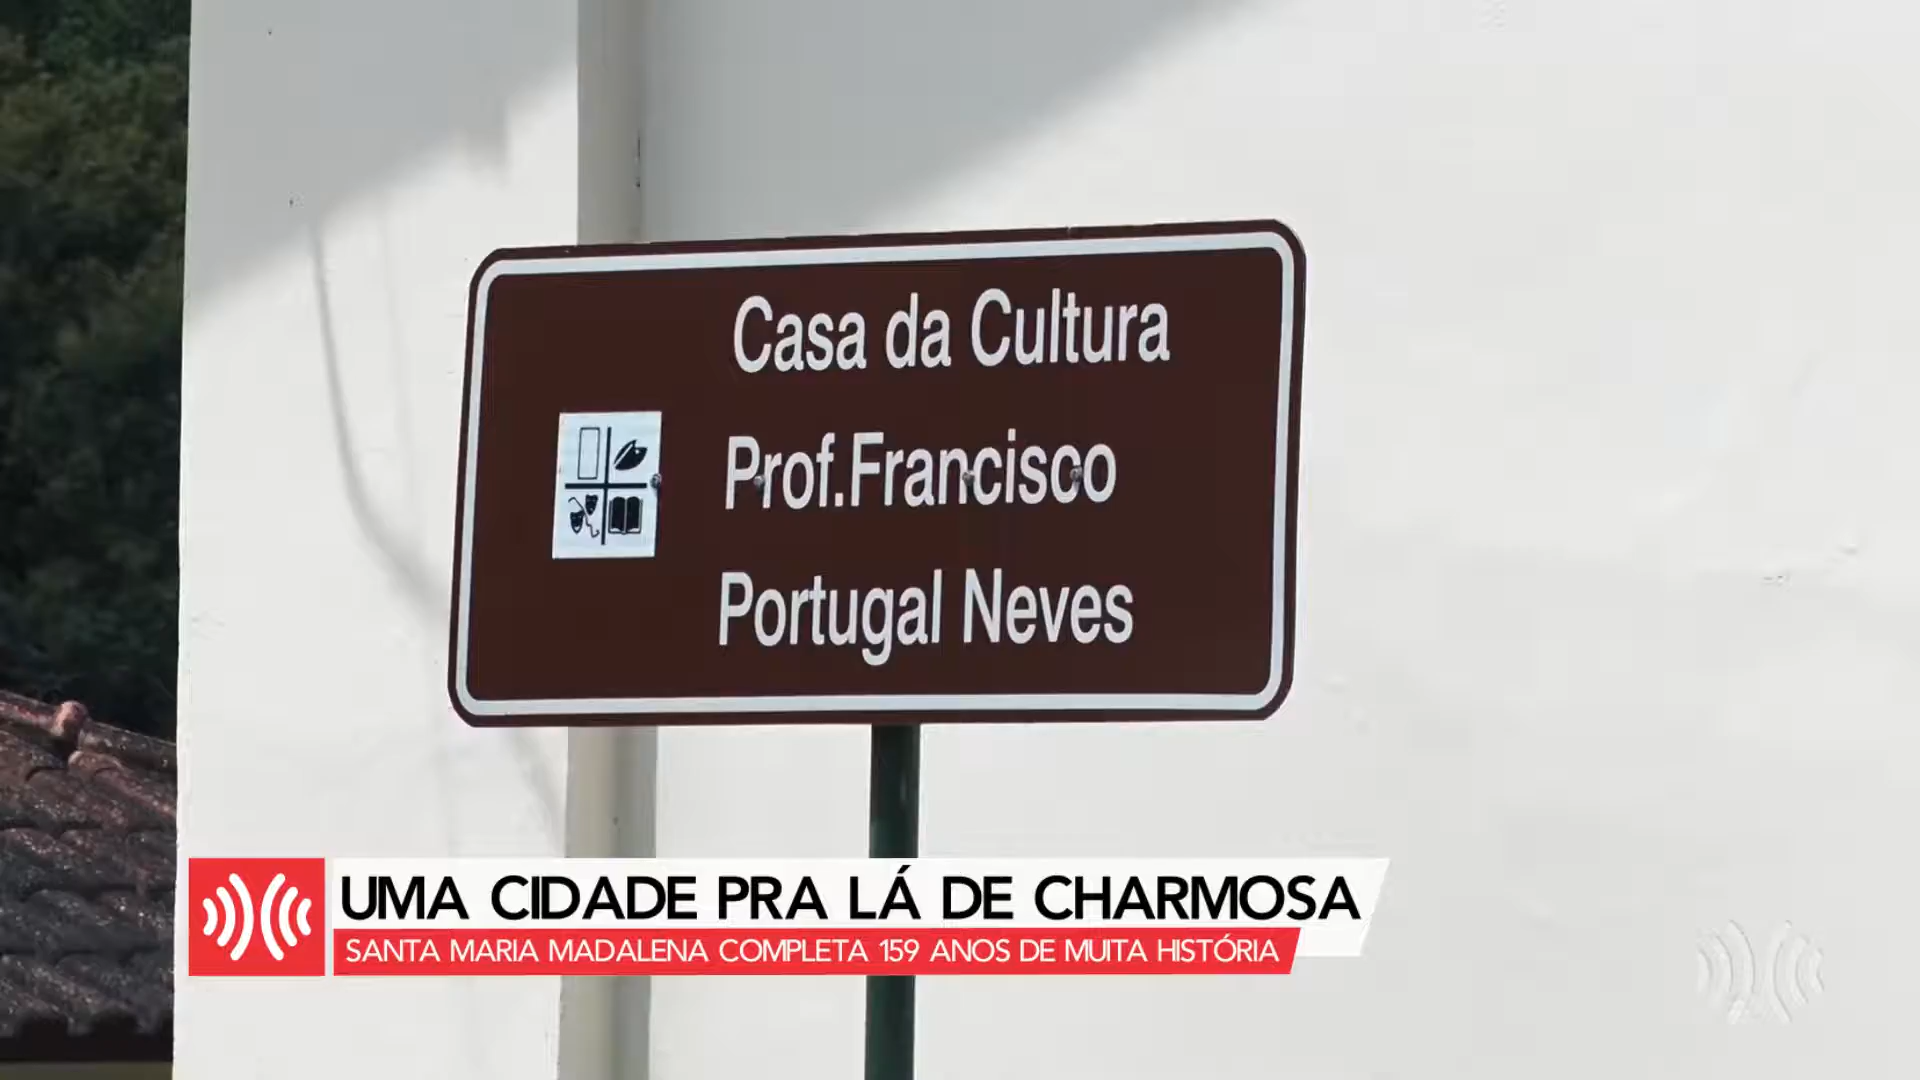 Casa da Cultura
Prof.Francisco
Portugal Neves
UMA CIDADE PRA LÁ DE CHARMOSA
SANTA MARIA MADALENA COMPLETA 159 ANOS DE MUITA HISTÓRIA